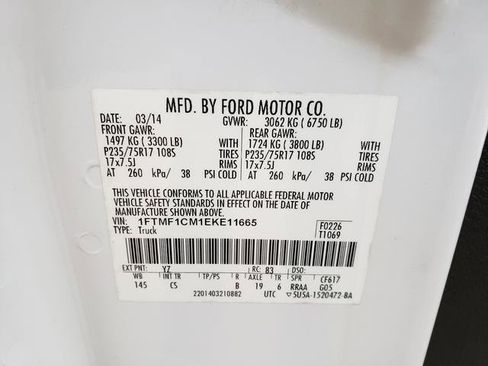 MFD. BY FORD MOTOR CO.
DATE: 03/14 GVWR: 3062 KG ( 6750 LB)
FRONT GAWR: REAR GAWR:
1497 KG ( 3300 LB) 1724 KG ( 3800 LB)
P235/75R17 108S TIRES P235/75R17 108S TIRES
17x7.5J RIMS 17x7.5J RIMS
AT 260 kPa/ 38 PSI COLD AT 260 kPa/ 38 PSI COLD
THIS VEHICLE CONFORMS TO ALL APPLICABLE FEDERAL MOTOR
VEHICLE SAFETY STANDARDS IN EFFECT ON THE DATE OF
MANUFACTURE SHOWN ABOVE.
VIN: 1FTMF1CM1EKE11665 F0226
TYPE: Truck T1069
EXT PNT: YZ RC: 83 DSO:
WB INT TR TP/PS R AXLE TR SPR CF617
145 CS B 19 6 RRAA G05
2201403210882 UTC ▽5U5A-1520472-BA